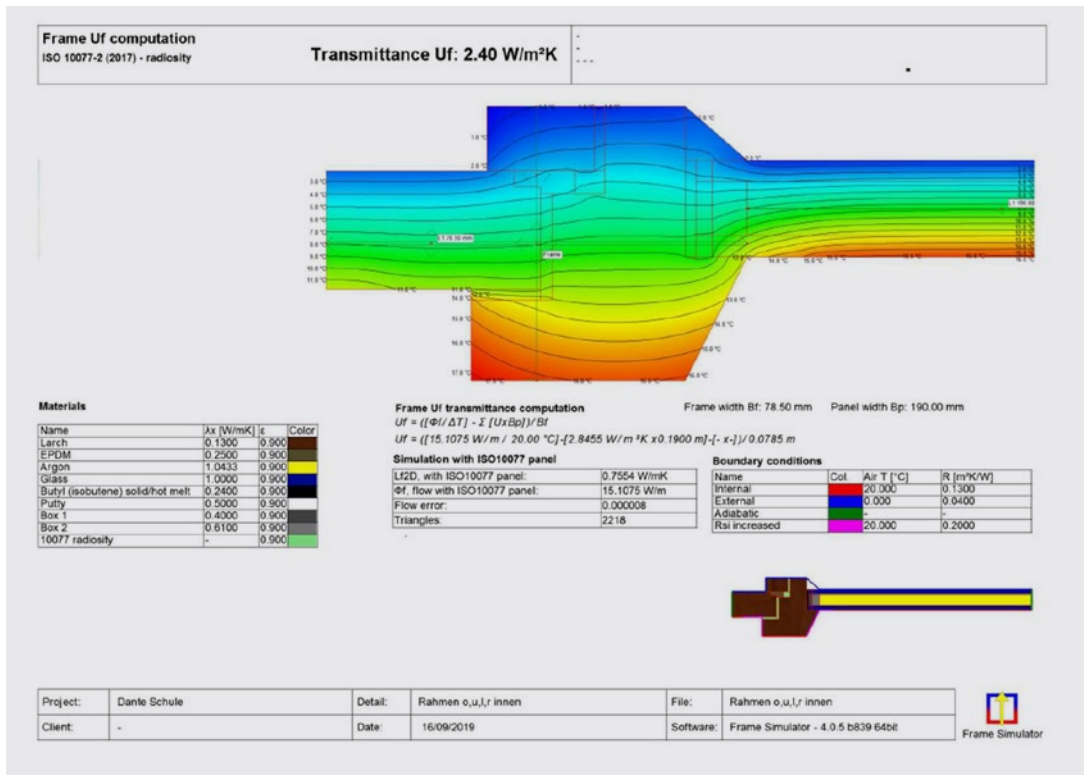 Frame Uf computation
ISO 10077-2 (2017) - radiosity
Transmittance Uf: 2.40 W/m²K
-
-
- - -
L1:78.50 mm
Frame
Materials
Name λx [W/mK] ε Color
Larch 0.1300 0.900
EPDM 0.2500 0.900
Argon 1.0433 0.900
Glass 1.0000 0.900
Butyl (isobutene) solid/hot melt 0.2400 0.900
Putty 0.5000 0.900
Box 1 0.4000 0.900
Box 2 0.6100 0.900
10077 radiosity - 0.900
Frame Uf transmittance computation
Frame width Bf: 78.50 mm Panel width Bp: 190.00 mm
Uf = ([Φf/ ΔT] - Σ [UxBp])/ Bf
Uf = ([15.1075 W/m / 20.00 °C]-[2.8455 W/m ²K x0.1900 m]-[- x-])/ 0.0785 m
Simulation with ISO10077 panel
Lf2D, with ISO10077 panel: 0.7554 W/mK
Φf, flow with ISO10077 panel: 15.1075 W/m
Flow error: 0.000008
Triangles: 2218
Boundary conditions
Name Col. Air T [°C] R [m²K/W]
Internal 20.000 0.1300
External 0.000 0.0400
Adiabatic - -
Rsi increased 20.000 0.2000
Project: Dante Schule Detail: Rahmen o,u,l,r innen File: Rahmen o,u,l,r innen
Client: - Date: 16/09/2019 Software: Frame Simulator - 4.0.5 b839 64bit
Frame Simulator